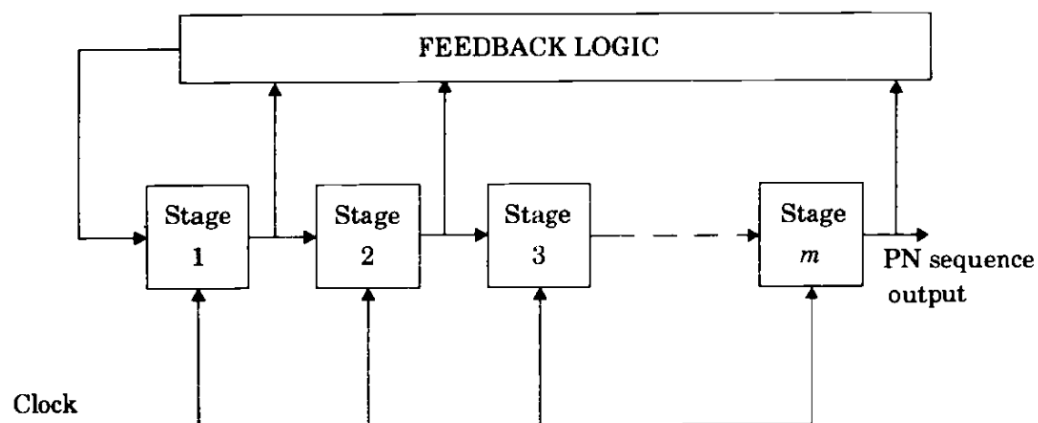 FEEDBACK LOGIC
Stage
1
Stage
2
Stage
3
Stage
m
PN sequence
output
Clock